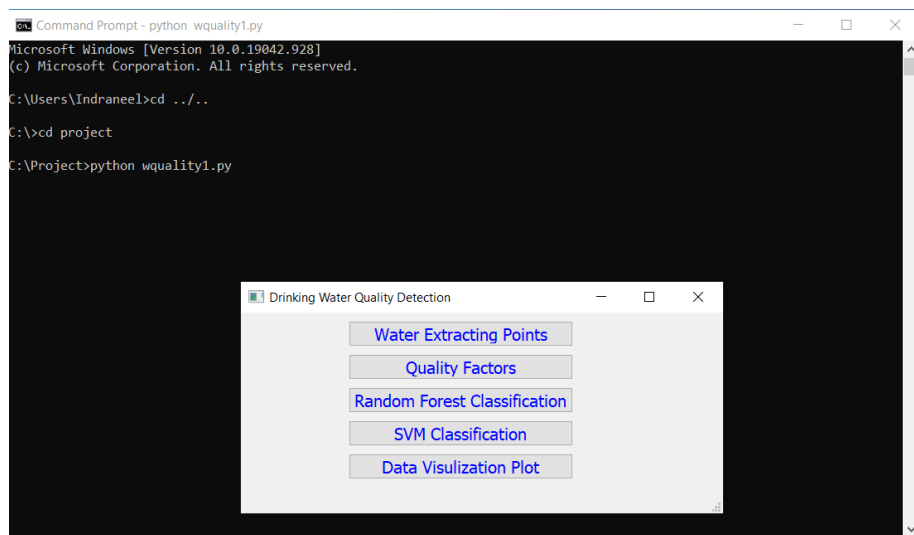 Command Prompt - python  wquality1.py
Microsoft Windows [Version 10.0.19042.928]
(c) Microsoft Corporation. All rights reserved.
C:\Users\Indraneel>cd ../..
C:\>cd project
C:\Project>python wquality1.py
Drinking Water Quality Detection
Water Extracting Points
Quality Factors
Random Forest Classification
SVM Classification
Data Visulization Plot